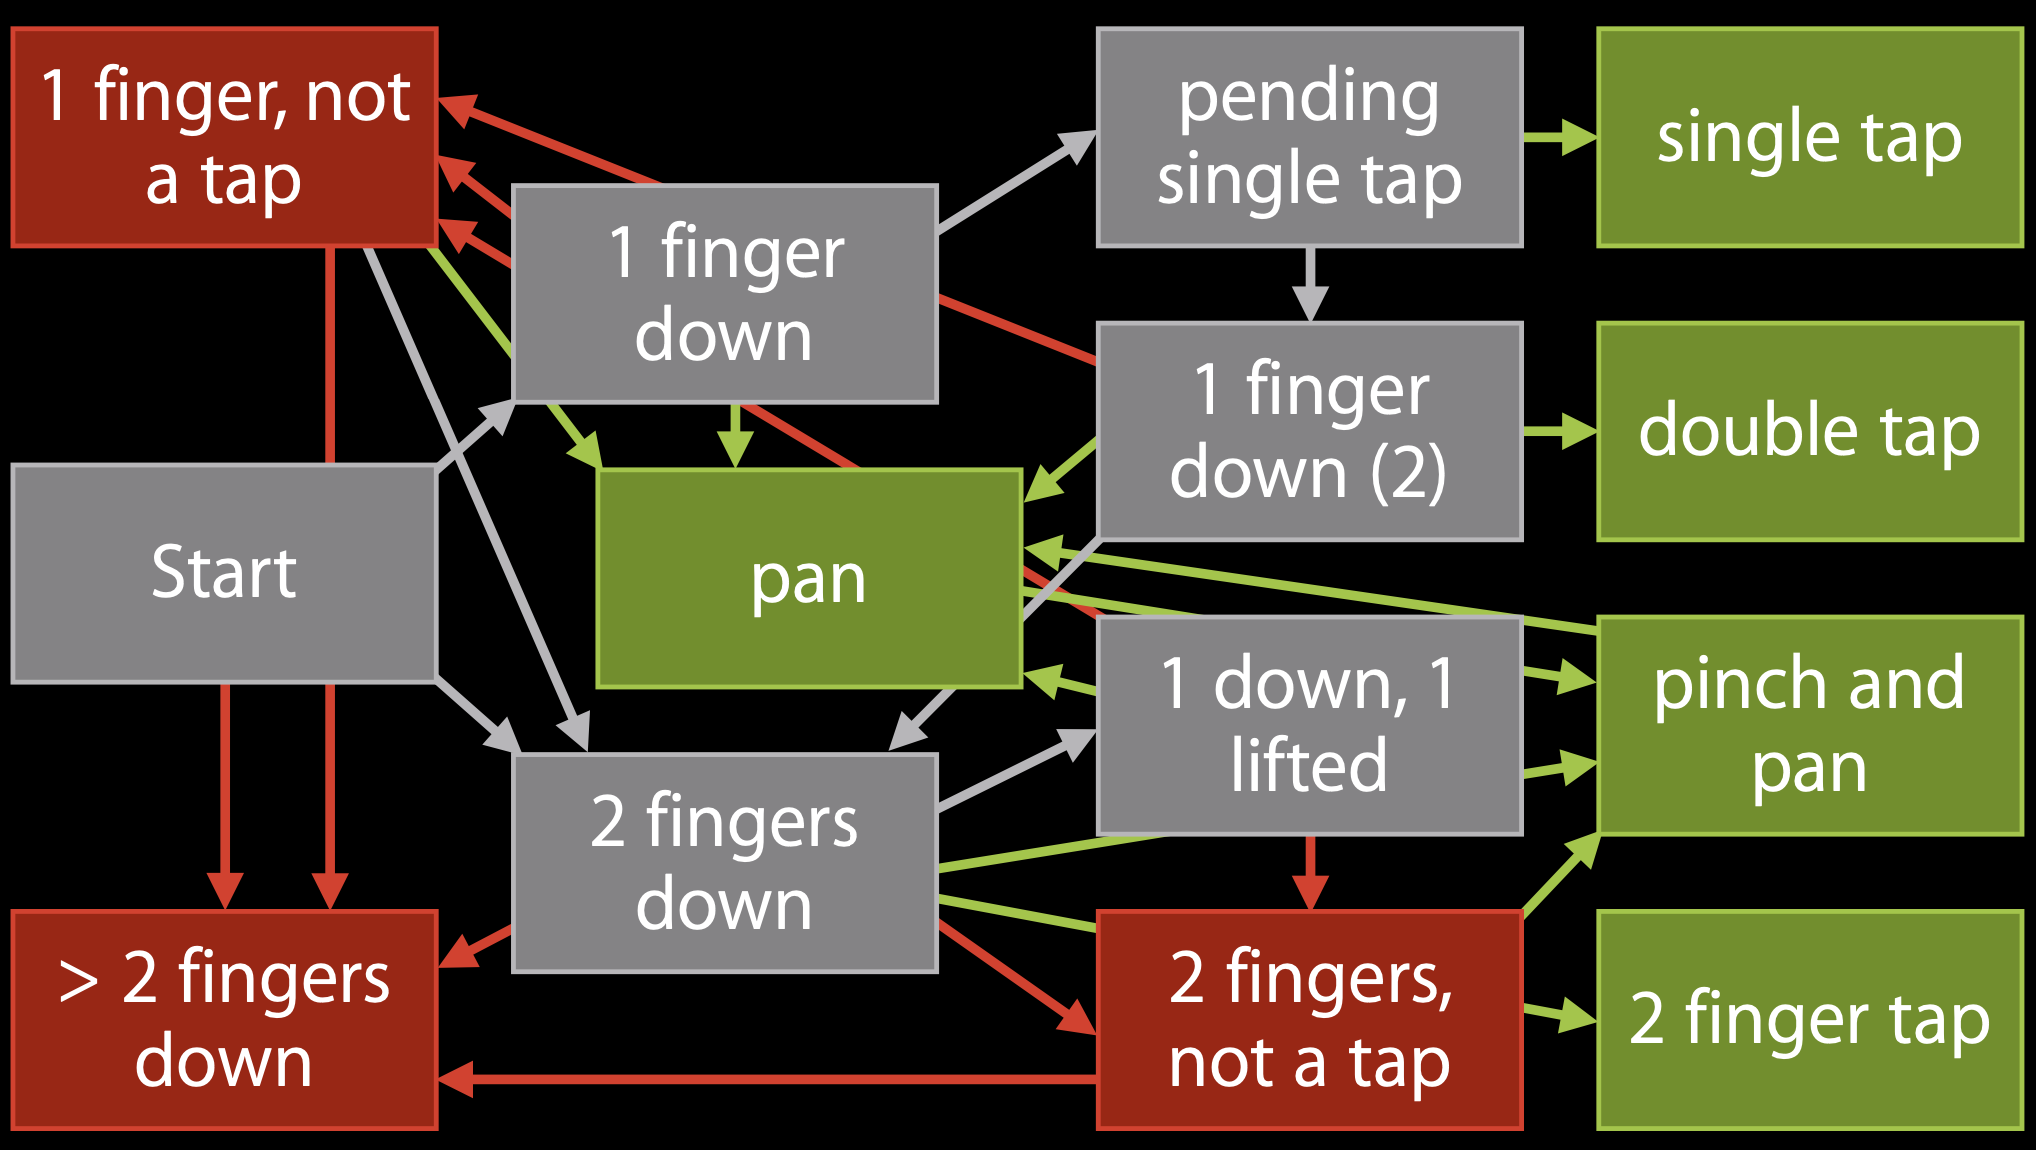 1 finger, not
a tap
pending
single tap
single tap
1 finger
down
1 finger
down (2)
double tap
Start
pan
1 down, 1
lifted
pinch and
pan
2 fingers
down
> 2 fingers
down
2 fingers,
not a tap
2 finger tap